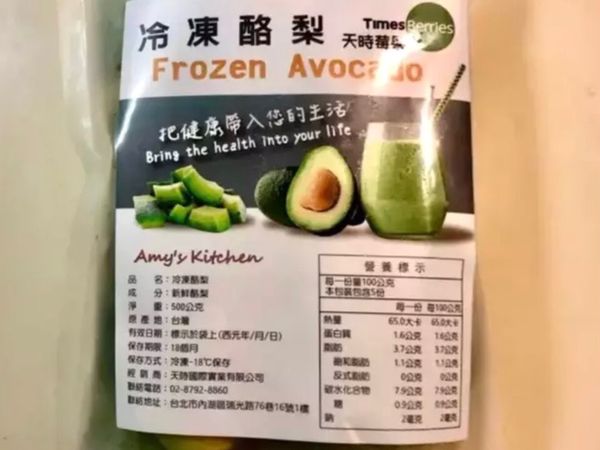 冷凍酪梨
Times Berries
天時莓果
Frozen Avocado
把健康帶入您的生活
Bring the health into your life
Amy's Kitchen
品　　名：冷凍酪梨
成　　分：新鮮酪梨
淨　　重：500公克
原 產 地：台灣
有效日期：標示於袋上(西元年/月/日)
保存期限：18個月
保存方式：冷凍-18℃保存
經 銷 商：天時國際實業有限公司
聯絡電話：02-8792-8860
聯絡地址：台北市內湖區瑞光路76巷16號1樓
營養標示
每一份量100公克
本包裝包含5份
每一份 每100公克
熱量 65.0大卡 65.0大卡
蛋白質 1.6公克 1.6公克
脂肪 3.7公克 3.7公克
飽和脂肪 1.1公克 1.1公克
反式脂肪 0公克 0公克
碳水化合物 7.9公克 7.9公克
糖 0.9公克 0.9公克
鈉 2毫克 2毫克